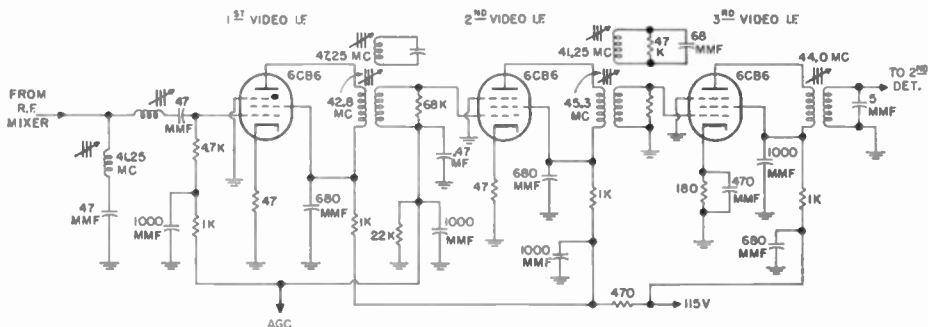 1ST VIDEO I.F.
2ND VIDEO I.F.
3RD VIDEO I.F.
47.25 MC
41.25 MC
47
K
68
MMF
6CB6
6CB6
6CB6
44.0 MC
FROM
R.F.
MIXER
47
MMF
42.8
MC
68K
45.3
MC
TO 2ND
DET.
5
MMF
41.25
MC
4.7K
.47
MF
1000
MMF
47
MMF
1000
MMF
1K
47
680
MMF
1K
22K
1000
MMF
47
680
MMF
1K
1000
MMF
180
470
MMF
1K
680
MMF
470
115V
AGC